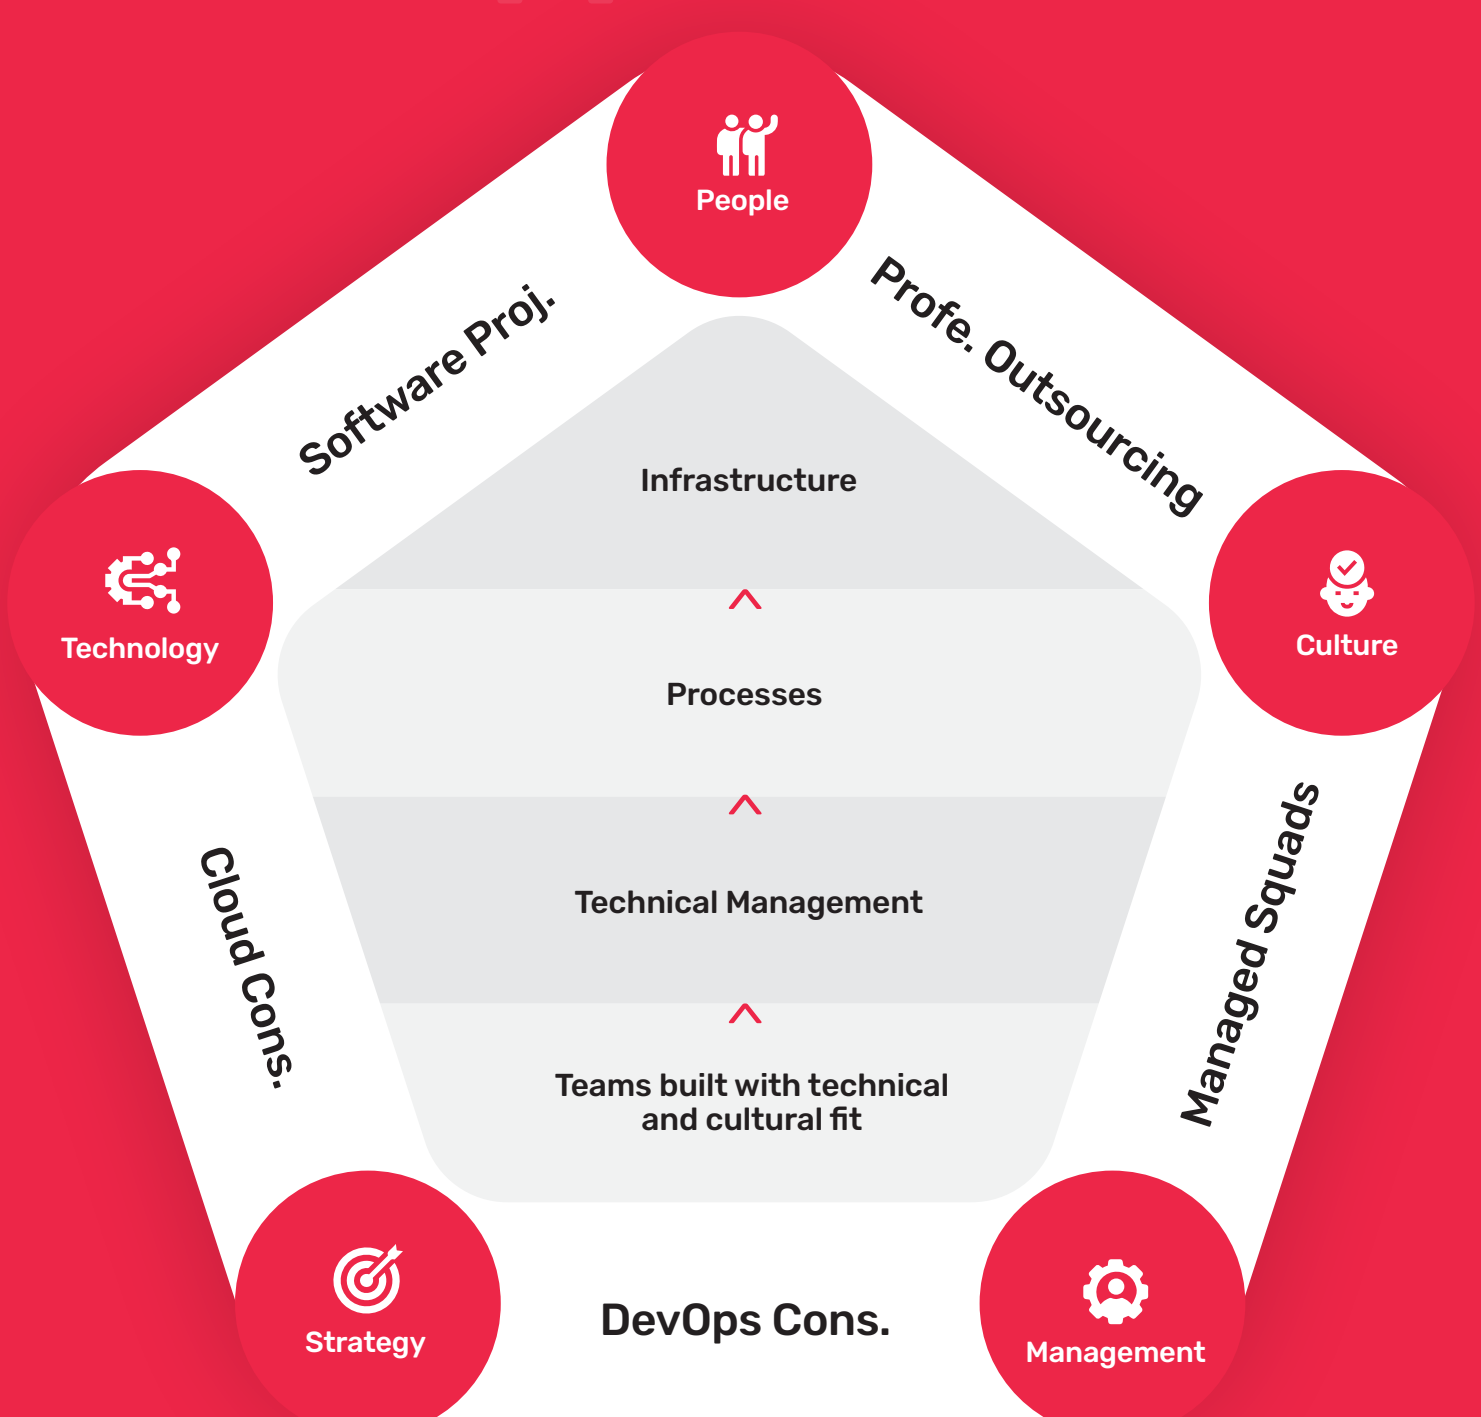 People
Software Proj.
Profe. Outsourcing
Infrastructure
Technology
Culture
Processes
Cloud Cons.
Managed Squads
Technical Management
Teams built with technical
and cultural fit
Strategy
DevOps Cons.
Management